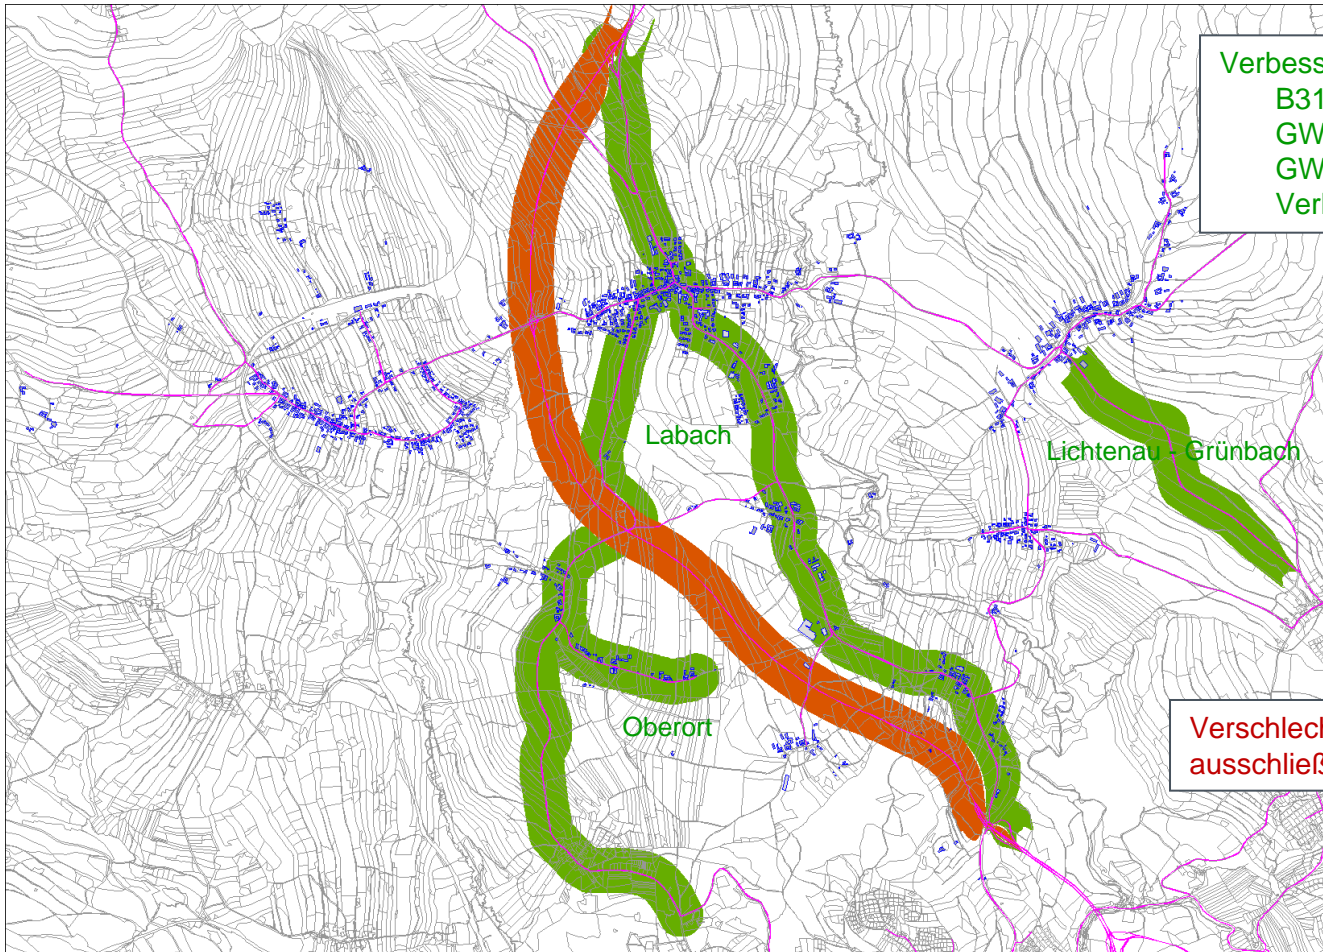 Verbess
B31
GW
GW
Verl
Labach
Lichtenau - Grünbach
Oberort
Verschlech
ausschließ